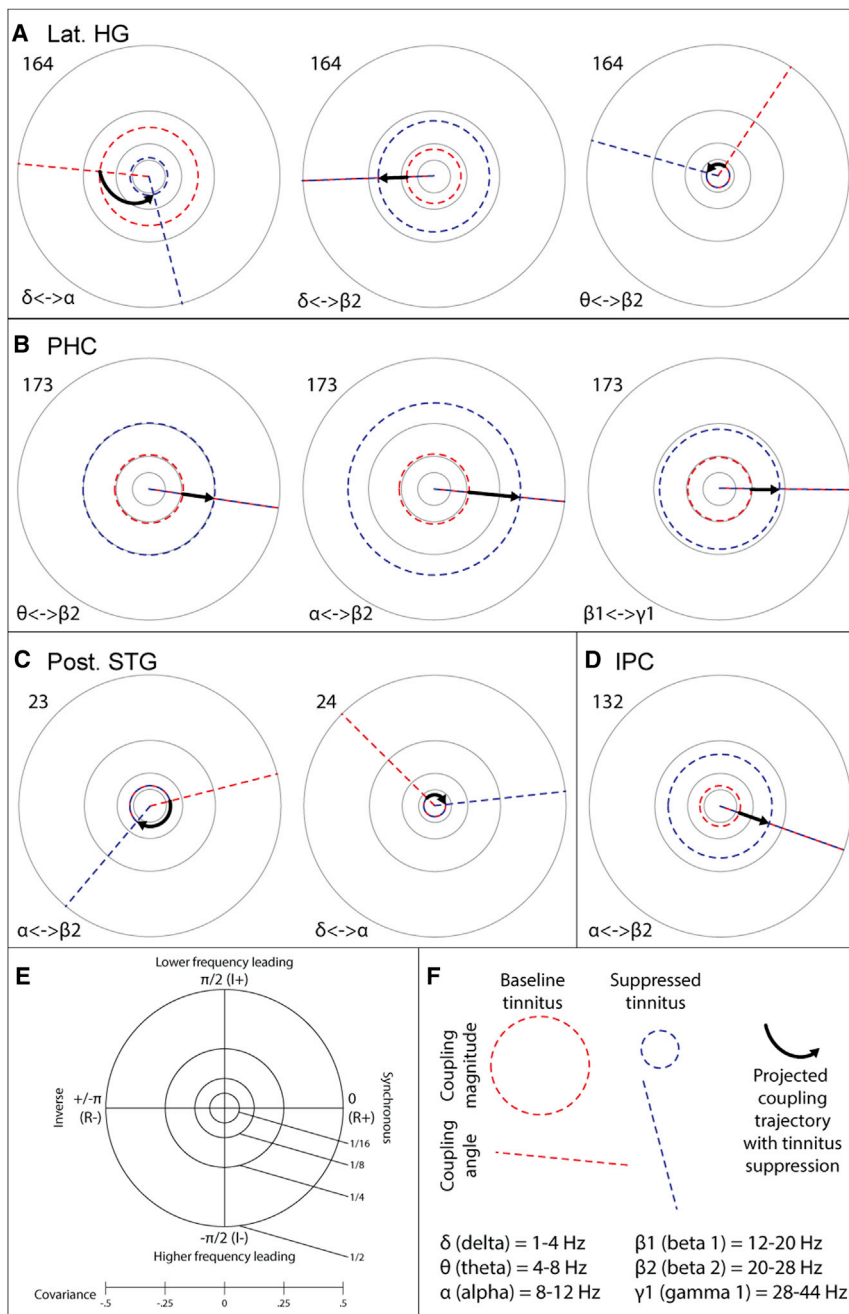 A Lat. HG
164
δ<->α
164
δ<->β2
164
θ<->β2
B PHC
173
θ<->β2
173
α<->β2
173
β1<->γ1
C Post. STG
23
α<->β2
24
δ<->α
D IPC
132
α<->β2
E
Lower frequency leading
π/2 (I+)
Inverse
+/-π
(R-)
0
(R+)
Synchronous
1/16
1/8
1/4
1/2
-π/2 (I-)
Higher frequency leading
Covariance
-.5
-.25
0
.25
.5
F
Baseline
tinnitus
Suppressed
tinnitus
Coupling
magnitude
Coupling
angle
Projected
coupling
trajectory
with tinnitus
suppression
δ (delta) = 1-4 Hz
θ (theta) = 4-8 Hz
α (alpha) = 8-12 Hz
β1 (beta 1) = 12-20 Hz
β2 (beta 2) = 20-28 Hz
γ1 (gamma 1) = 28-44 Hz